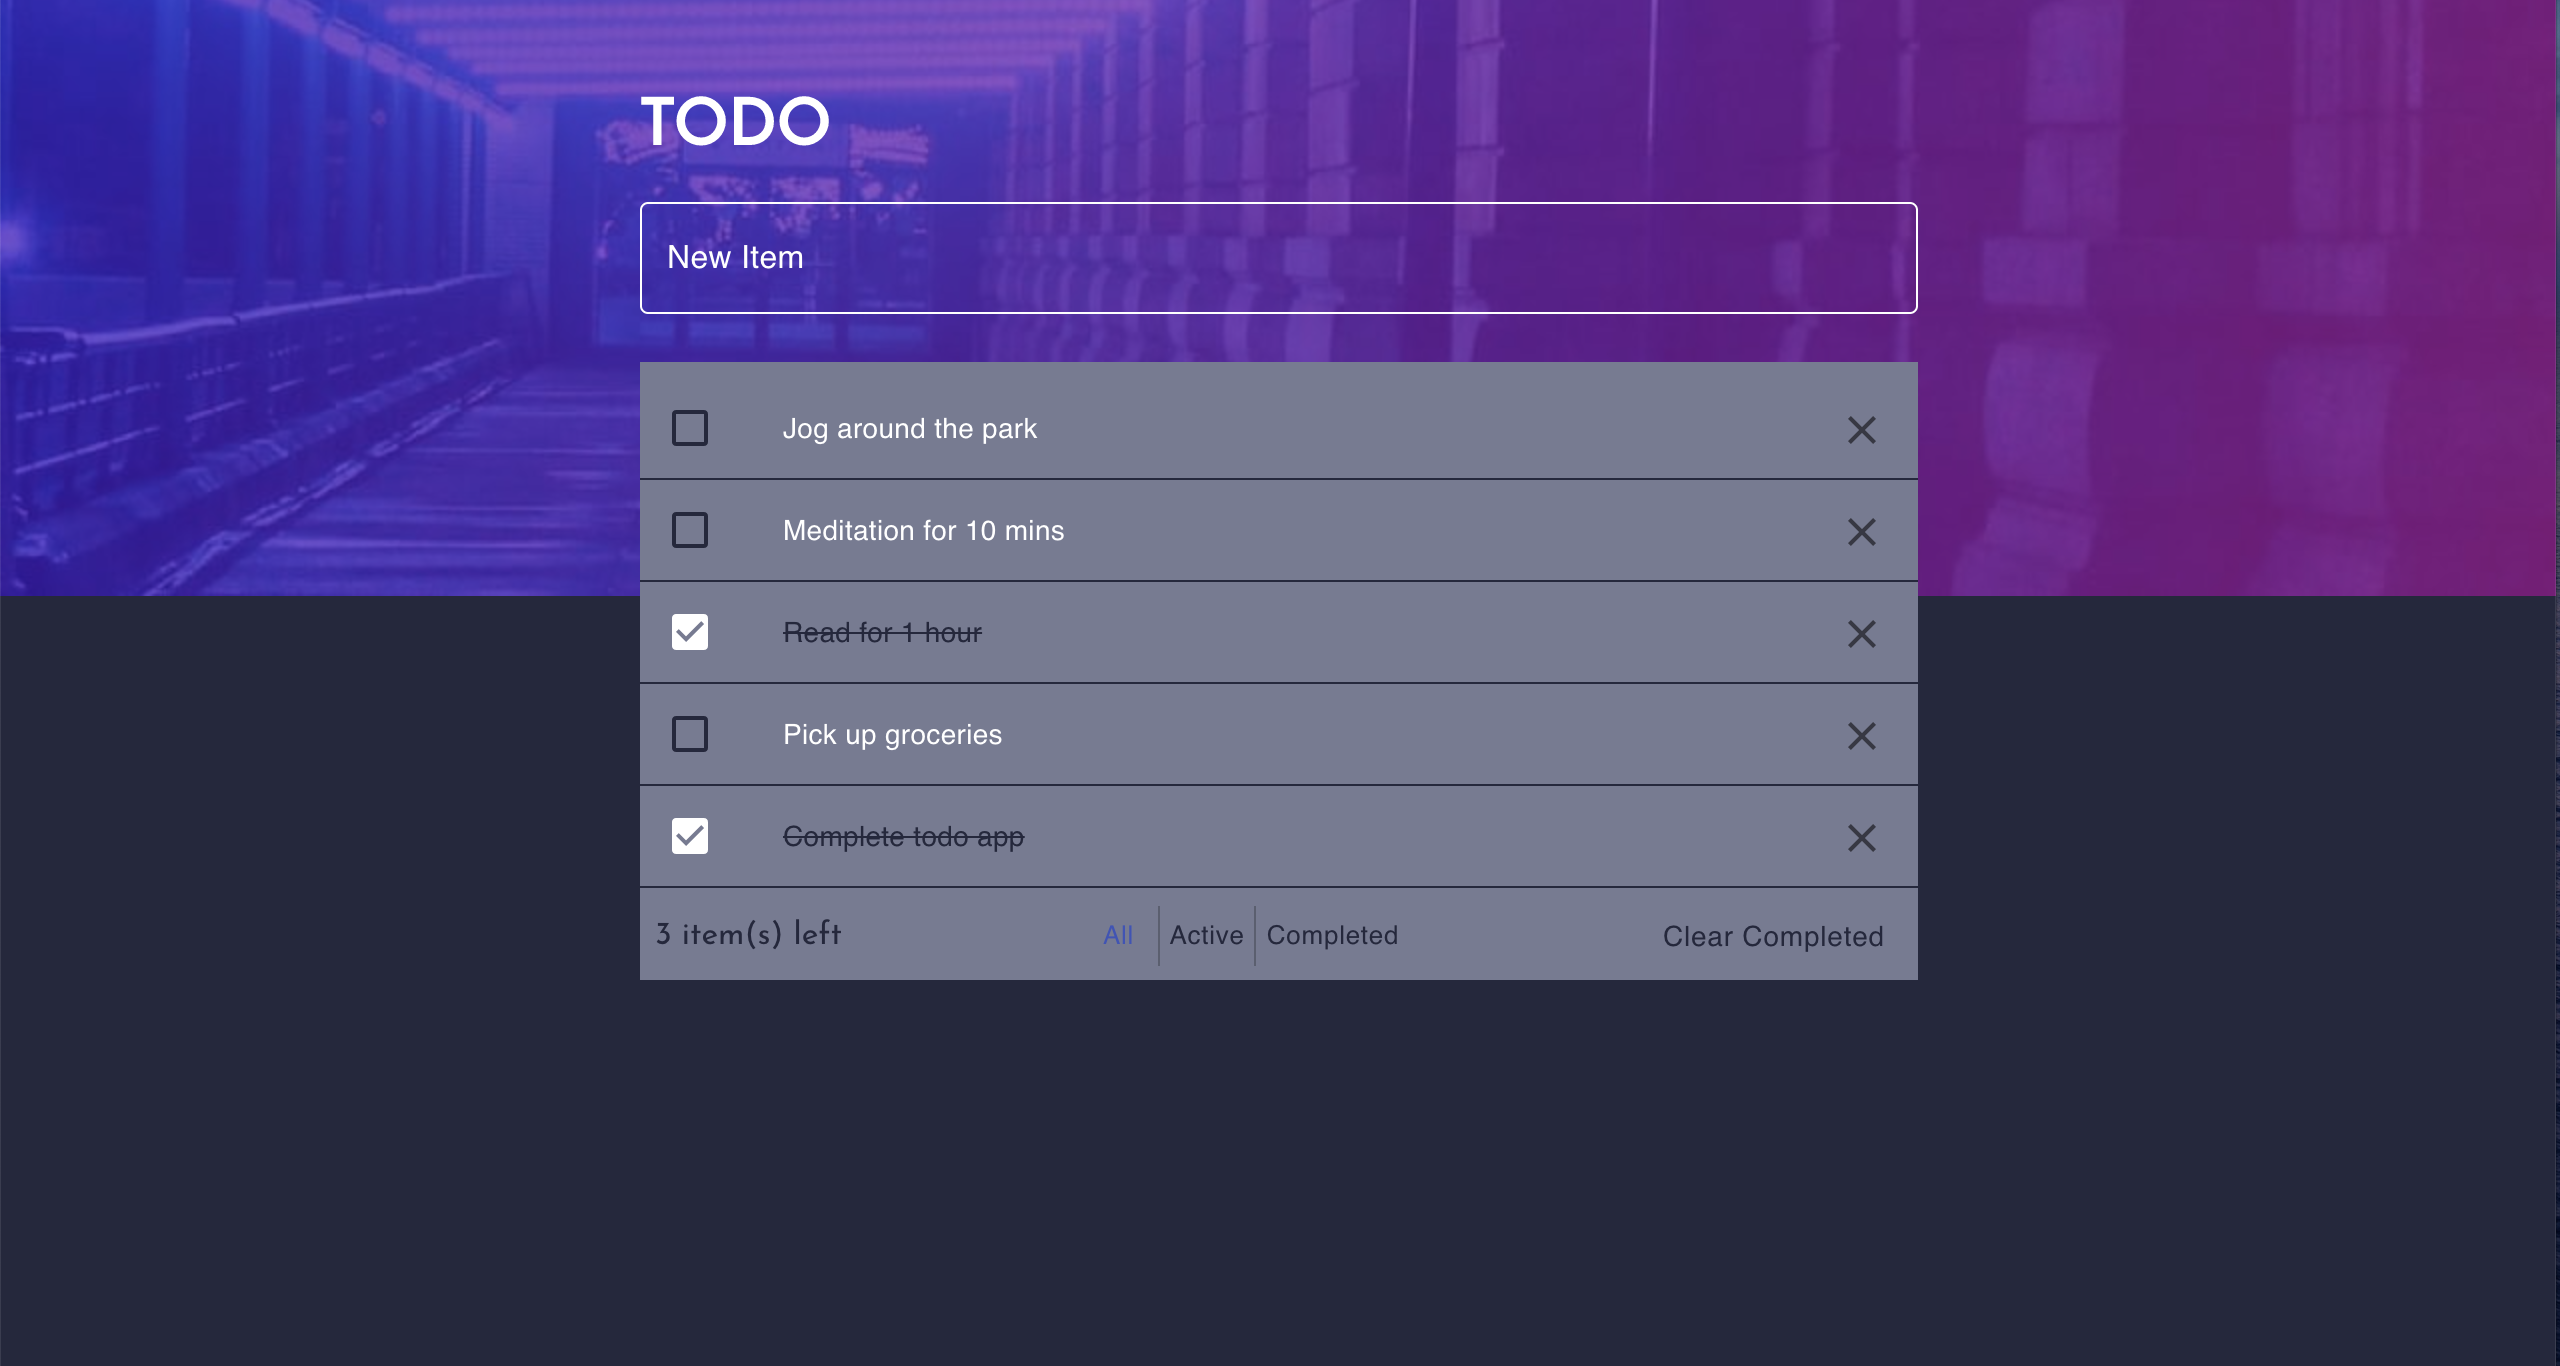 TODO
New Item
Jog around the park
Meditation for 10 mins
Read for 1 hour
Pick up groceries
Complete todo app
3 item(s) left All Active Completed Clear Completed